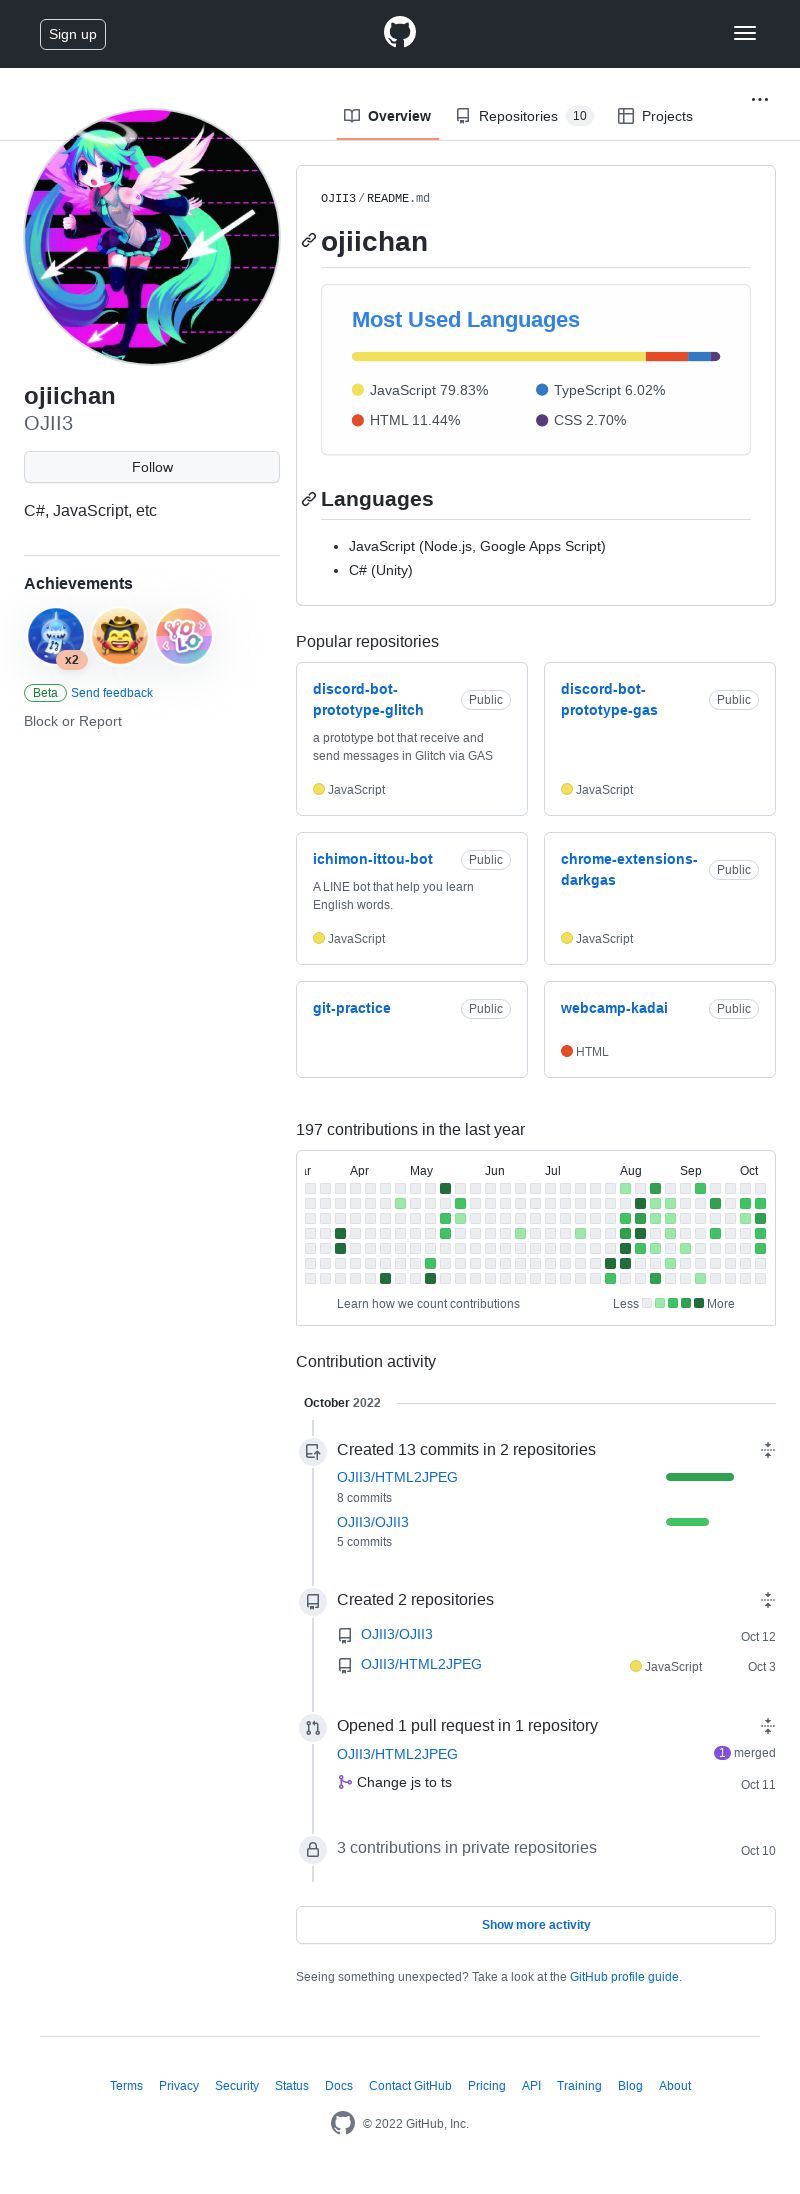 Sign up
Overview
Repositories 10
Projects
OJII3 / README.md
ojiichan
Most Used Languages
JavaScript 79.83%
TypeScript 6.02%
HTML 11.44%
CSS 2.70%
ojiichan
OJII3
Follow
C#, JavaScript, etc
Achievements
YOLO
x2
Beta Send feedback
Block or Report
Languages
JavaScript (Node.js, Google Apps Script)
C# (Unity)
Popular repositories
discord-bot-
prototype-glitch
Public
a prototype bot that receive and
send messages in Glitch via GAS
JavaScript
discord-bot-
prototype-gas
Public
JavaScript
ichimon-ittou-bot
Public
A LINE bot that help you learn
English words.
JavaScript
chrome-extensions-
darkgas
Public
JavaScript
git-practice
Public
webcamp-kadai
Public
HTML
197 contributions in the last year
ar Apr May Jun Jul Aug Sep Oct
Learn how we count contributions
Less More
Contribution activity
October 2022
Created 13 commits in 2 repositories
OJII3/HTML2JPEG
8 commits
OJII3/OJII3
5 commits
Created 2 repositories
OJII3/OJII3 Oct 12
OJII3/HTML2JPEG JavaScript Oct 3
Opened 1 pull request in 1 repository
OJII3/HTML2JPEG 1 merged
Change js to ts Oct 11
3 contributions in private repositories Oct 10
Show more activity
Seeing something unexpected? Take a look at the GitHub profile guide.
Terms Privacy Security Status Docs Contact GitHub Pricing API Training Blog About
© 2022 GitHub, Inc.